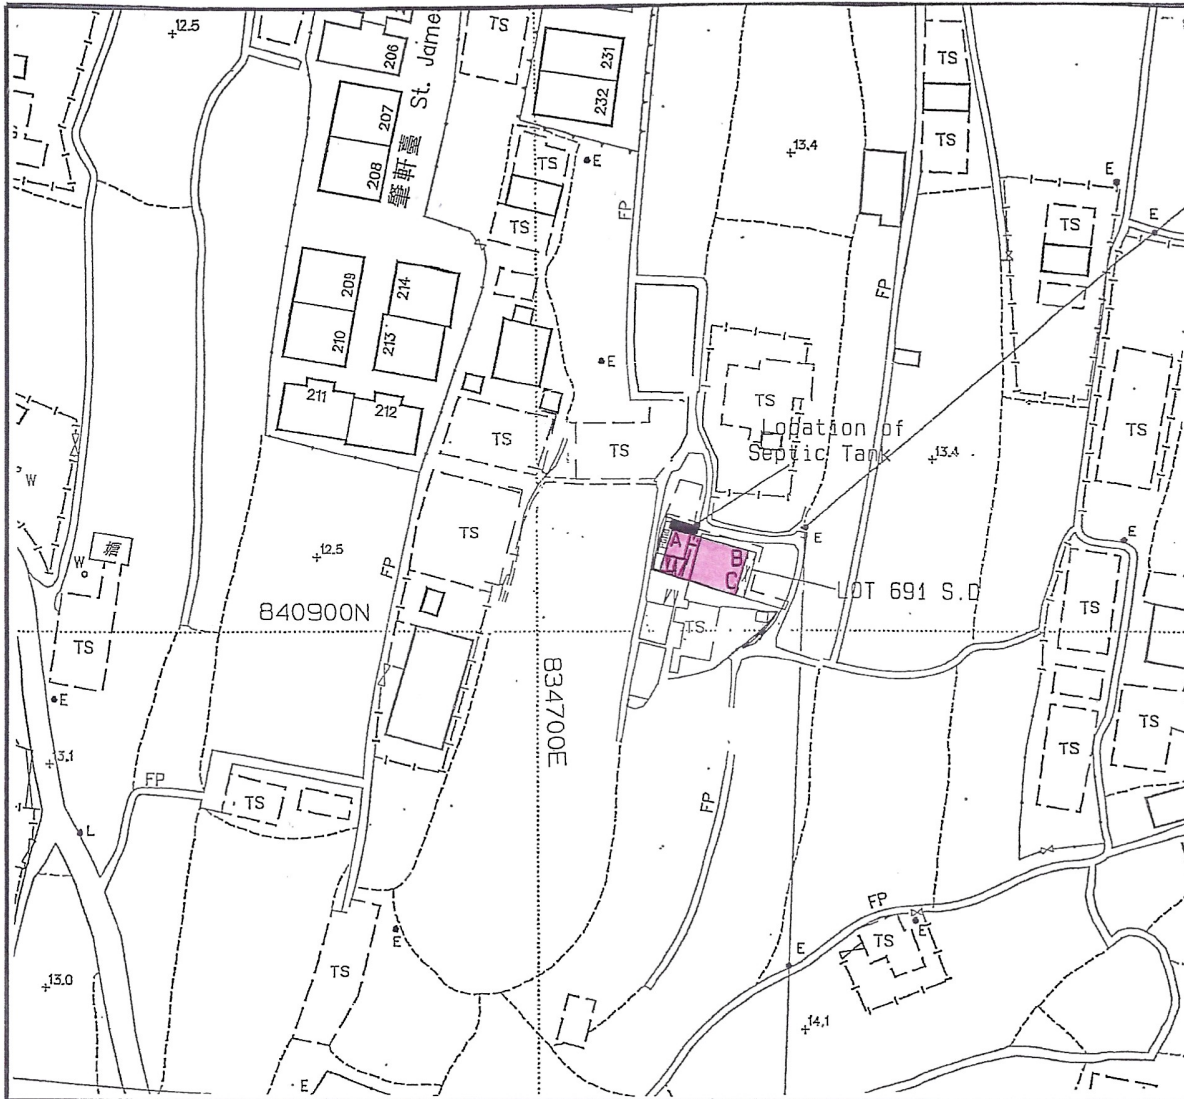 12.5
206
St. Jame
TS
231
232
207
208
肇軒臺
TS
E
TS
FP
13.4
TS
TS
E
E
TS
209
210
214
213
FP
E
211
212
TS
TS
TS
Location of
Septic Tank
13.4
TS
W
W
12.5
TS
FP
A
B
C
E
E
LOT 691 S.D
TS
840900N
TS
TS
834700E
E
13.1
FP
TS
L
FP
TS
TS
FP
E
TS
E
E
TS
13.0
14.1
E